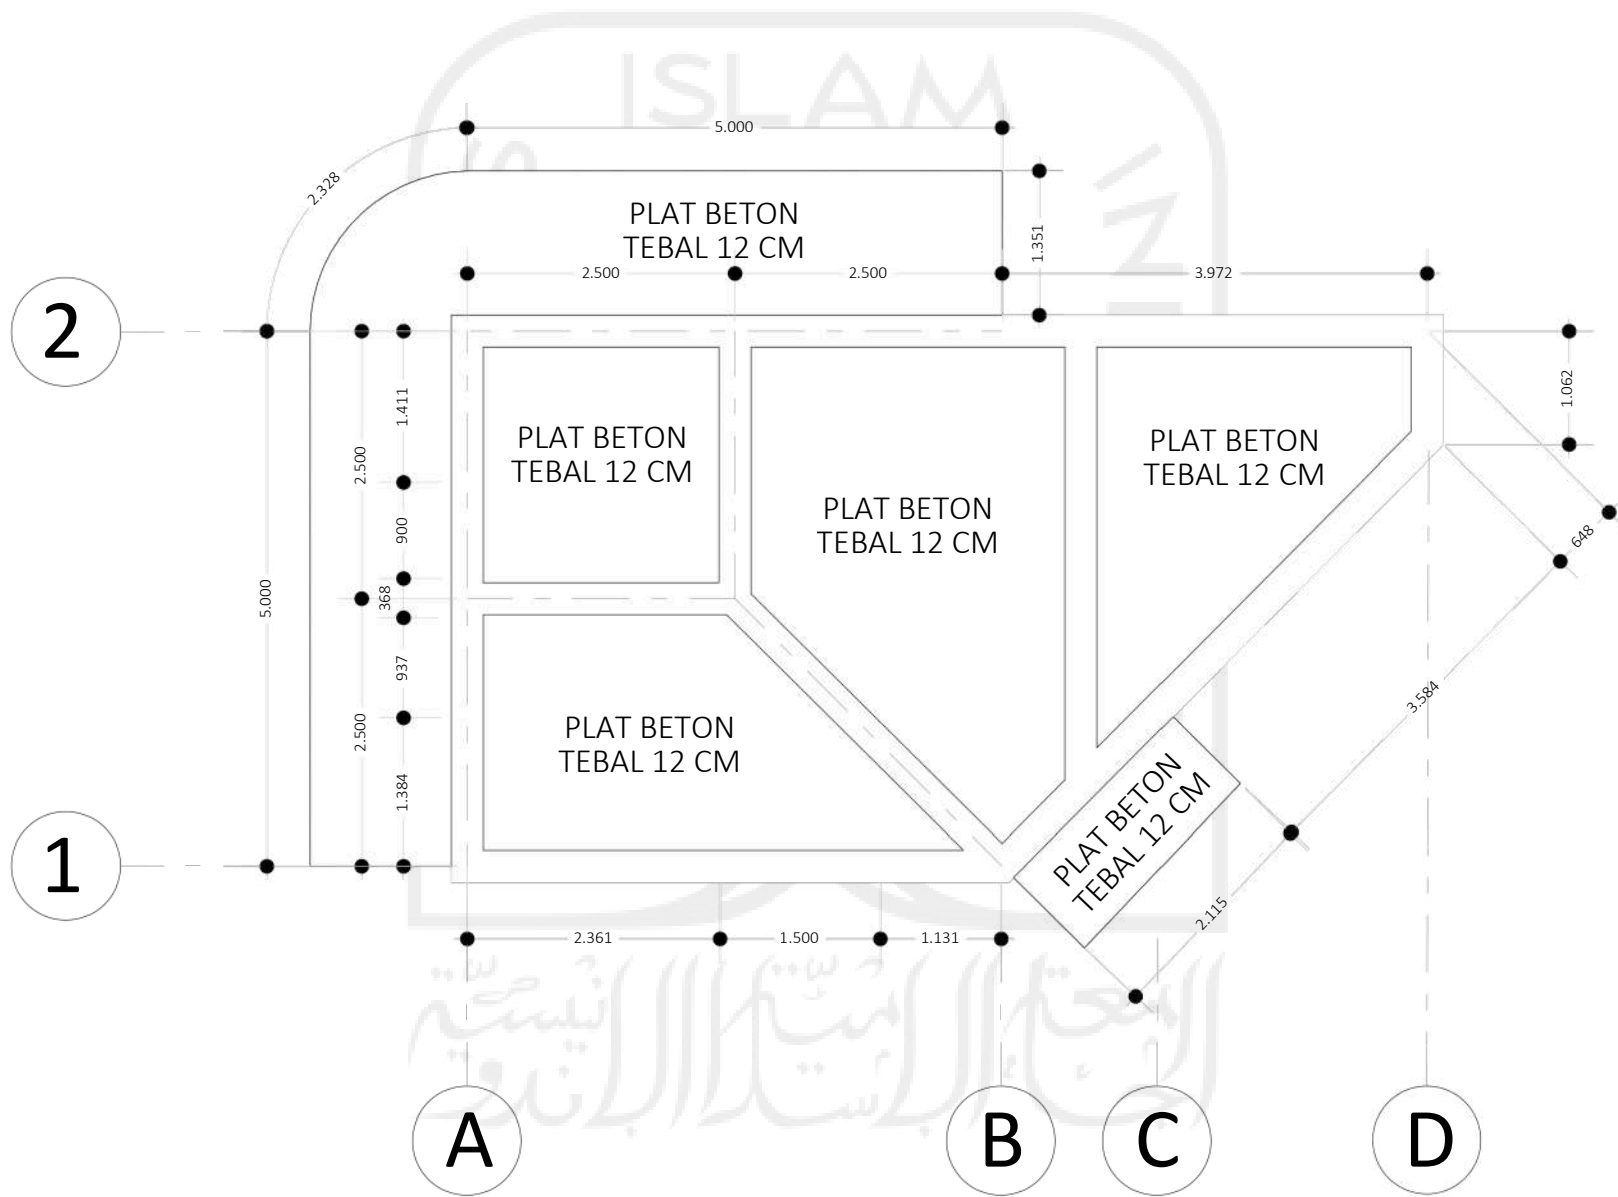 ISLAM
5.000
2.328
PLAT BETON
TEBAL 12 CM
1.351
2.500
2.500
3.972
2
1.411
2.500
900
368
5.000
937
2.500
1.384
1
PLAT BETON
TEBAL 12 CM
PLAT BETON
TEBAL 12 CM
PLAT BETON
TEBAL 12 CM
1.062
648
3.584
PLAT BETON
TEBAL 12 CM
PLAT BETON
TEBAL 12 CM
2.115
2.361
1.500
1.131
A
B
C
D